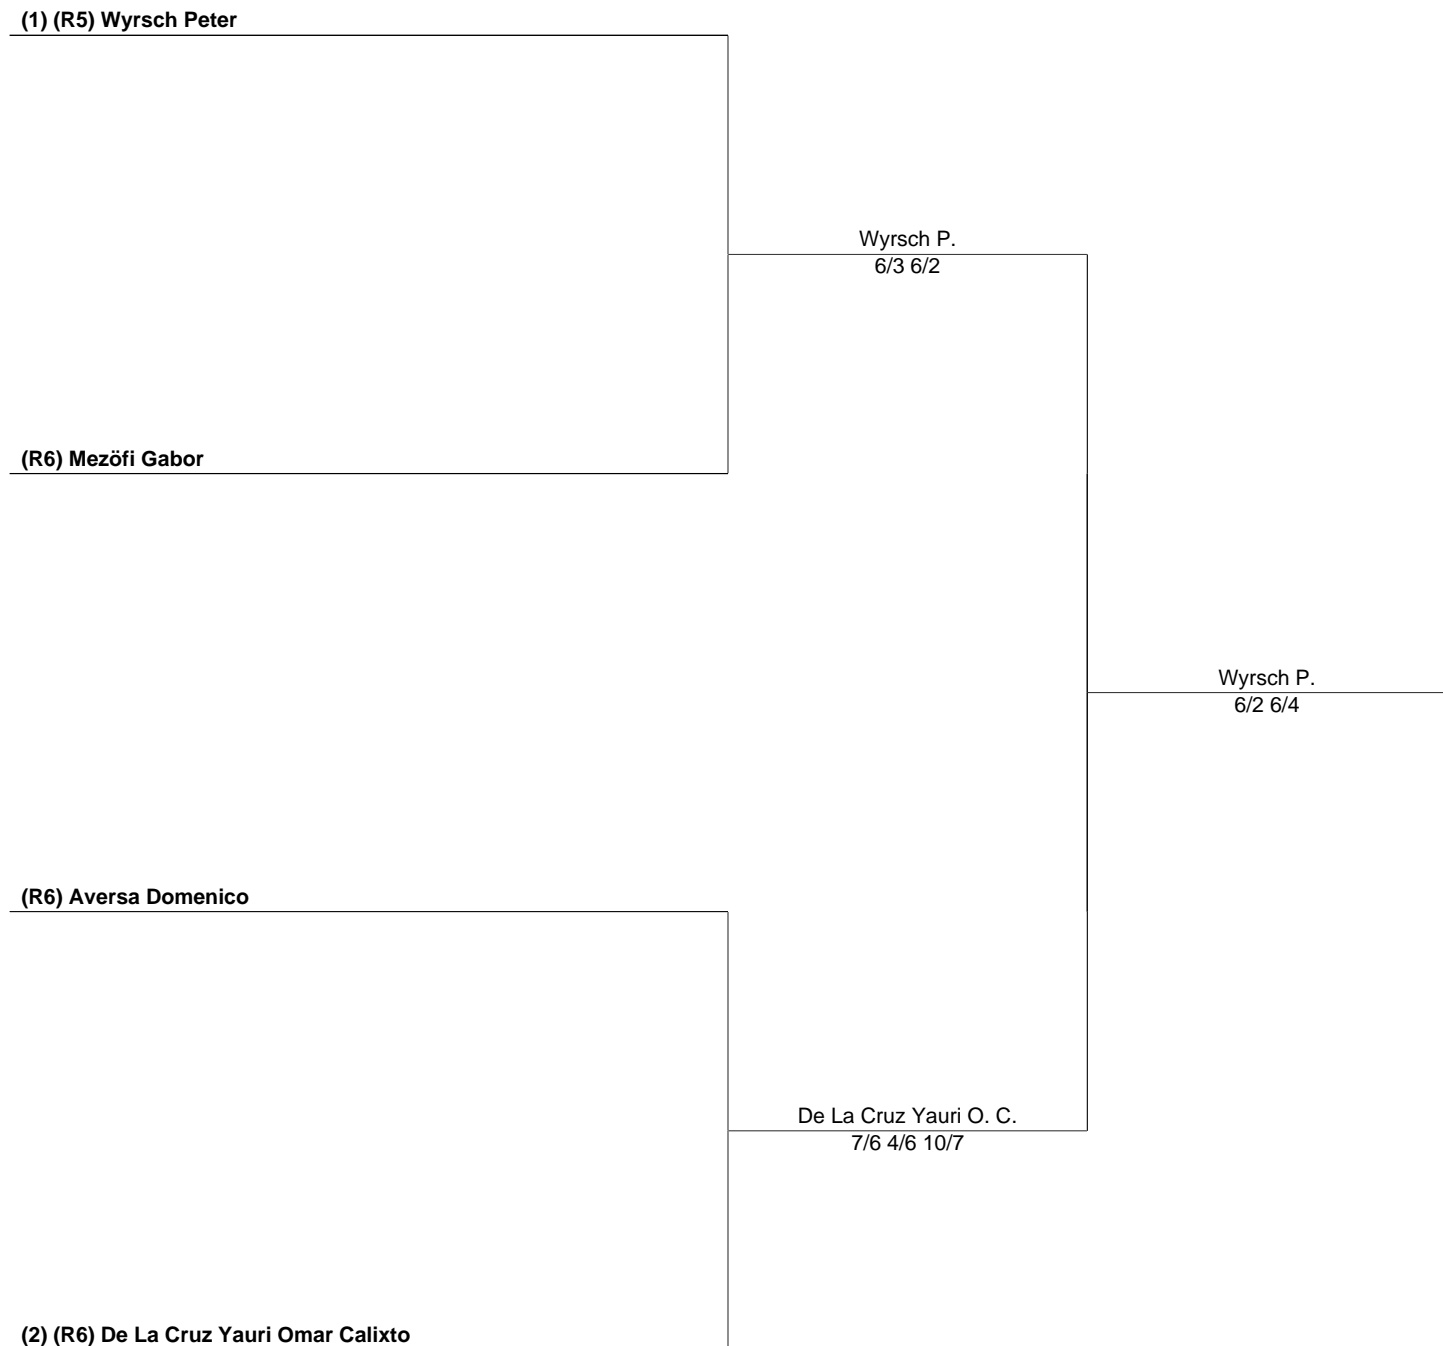 (1) (R5) Wyrsch Peter
Wyrsch P.
6/3 6/2
(R6) Mezöfi Gabor
Wyrsch P.
6/2 6/4
(R6) Aversa Domenico
De La Cruz Yauri O. C.
7/6 4/6 10/7
(2) (R6) De La Cruz Yauri Omar Calixto